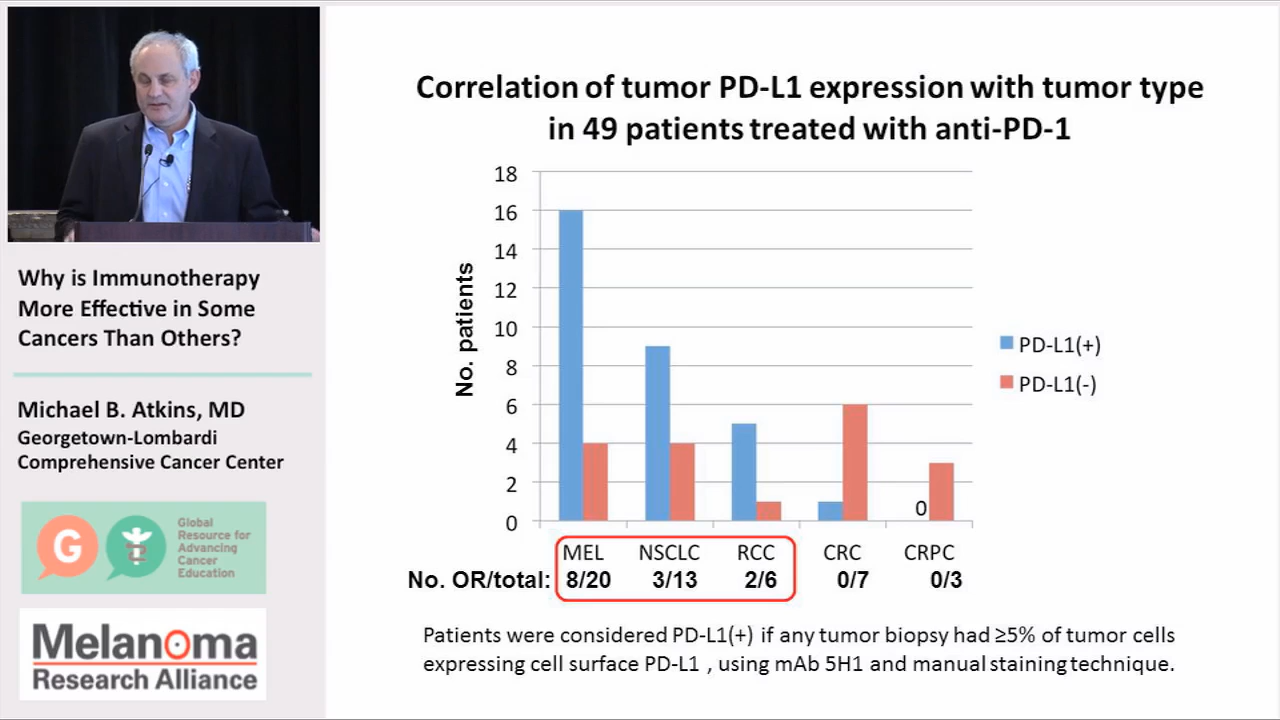 Why is Immunotherapy
More Effective in Some
Cancers Than Others?
Michael B. Atkins, MD
Georgetown-Lombardi
Comprehensive Cancer Center
G
Global
Resource for
Advancing
Cancer
Education
Melanoma
Research Alliance
Correlation of tumor PD-L1 expression with tumor type
in 49 patients treated with anti-PD-1
No. patients
18
16
14
12
10
8
6
4
2
0
0
PD-L1(+)
PD-L1(-)
MEL NSCLC RCC CRC CRPC
No. OR/total: 8/20 3/13 2/6 0/7 0/3
Patients were considered PD-L1(+) if any tumor biopsy had ≥5% of tumor cells
expressing cell surface PD-L1 , using mAb 5H1 and manual staining technique.